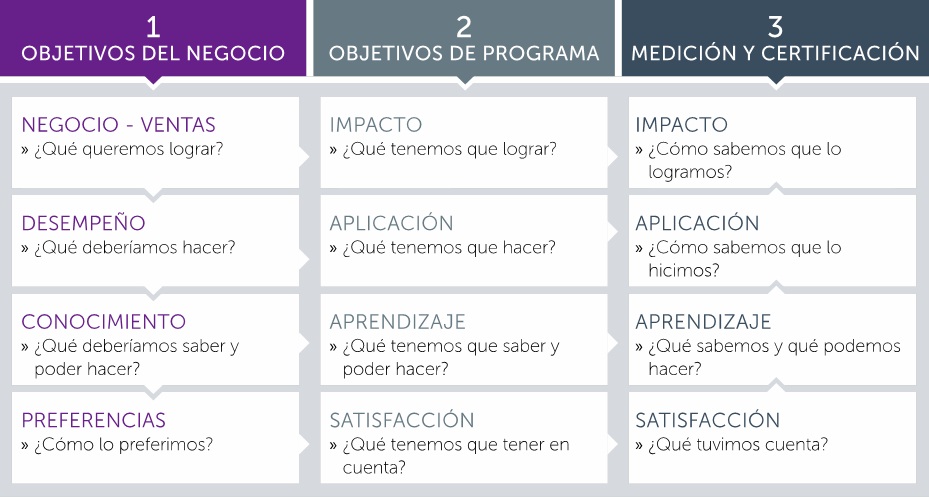 1
OBJETIVOS DEL NEGOCIO
2
OBJETIVOS DE PROGRAMA
3
MEDICIÓN Y CERTIFICACIÓN
NEGOCIO - VENTAS
» ¿Qué queremos lograr?
IMPACTO
» ¿Qué tenemos que lograr?
IMPACTO
» ¿Cómo sabemos que lo
logramos?
DESEMPEÑO
» ¿Qué deberíamos hacer?
APLICACIÓN
» ¿Qué tenemos que hacer?
APLICACIÓN
» ¿Cómo sabemos que lo
hicimos?
CONOCIMIENTO
» ¿Qué deberíamos saber y
poder hacer?
APRENDIZAJE
» ¿Qué tenemos que saber y
poder hacer?
APRENDIZAJE
» ¿Qué sabemos y qué podemos
hacer?
PREFERENCIAS
» ¿Cómo lo preferimos?
SATISFACCIÓN
» ¿Qué tenemos que tener en
cuenta?
SATISFACCIÓN
» ¿Qué tuvimos cuenta?